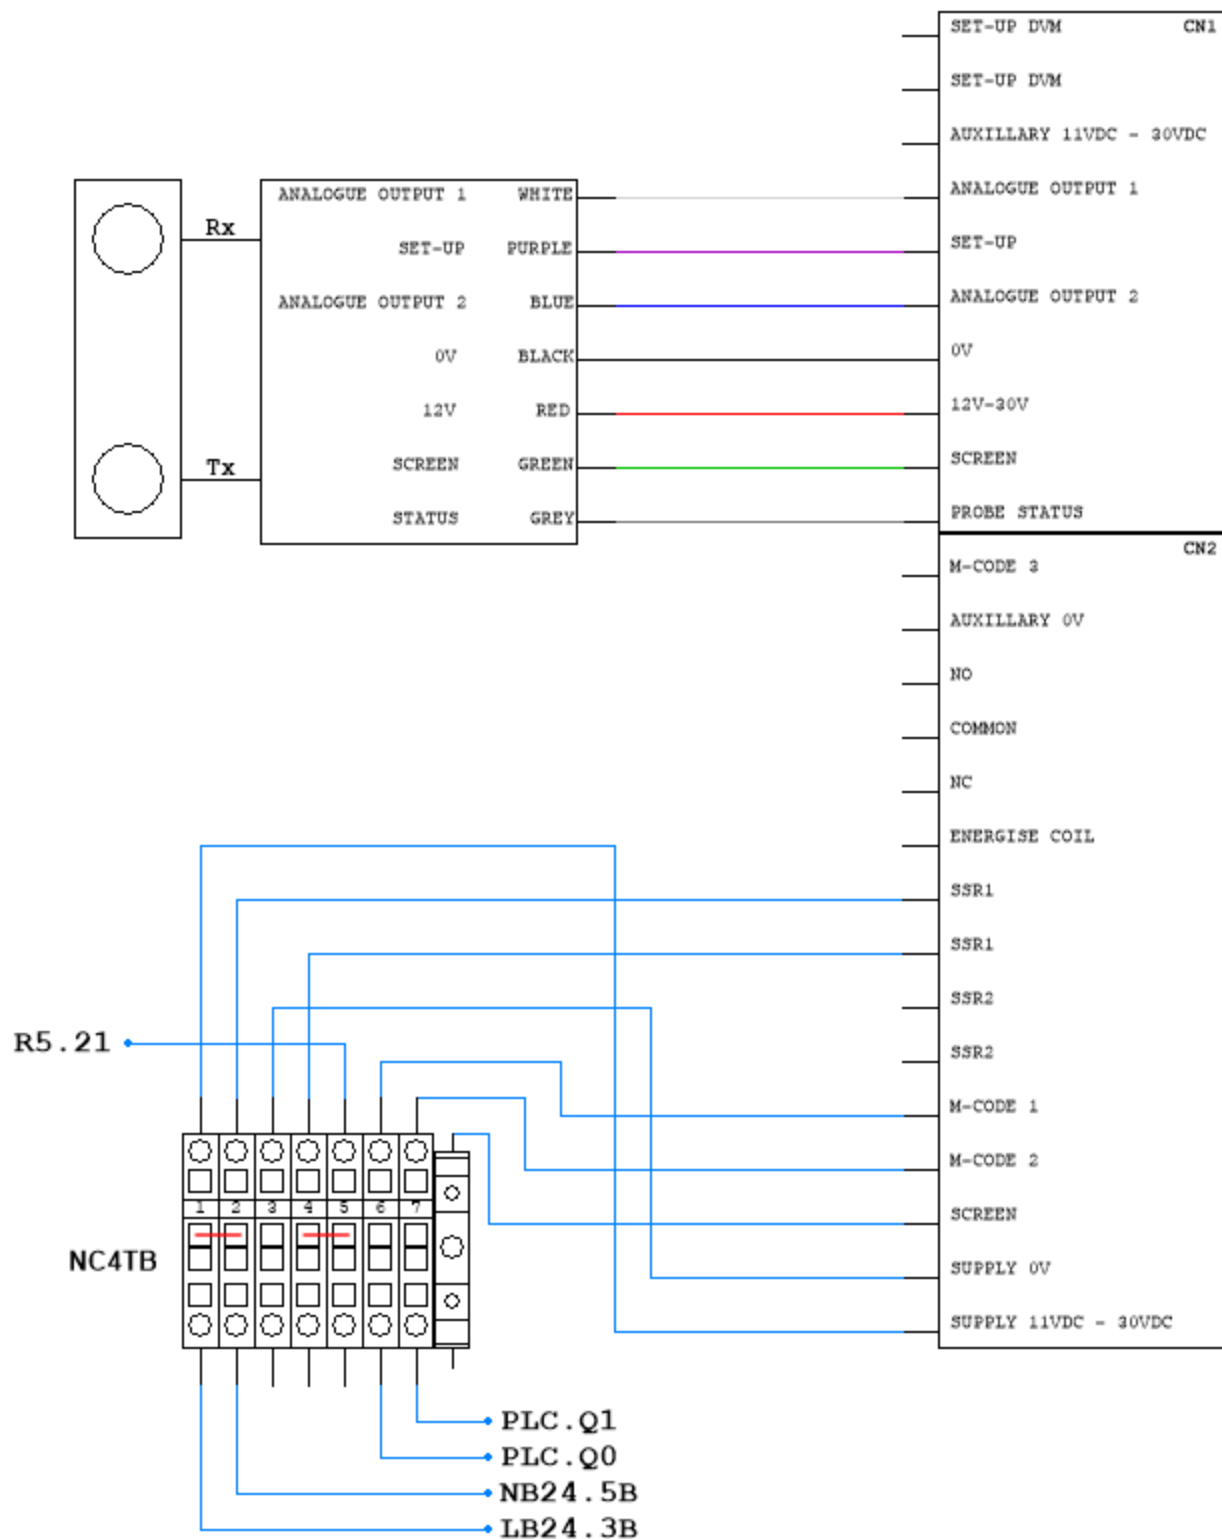 SET-UP DVM CN1
SET-UP DVM
AUXILLARY 11VDC - 30VDC
ANALOGUE OUTPUT 1 WHITE ANALOGUE OUTPUT 1
Rx
SET-UP PURPLE SET-UP
ANALOGUE OUTPUT 2 BLUE ANALOGUE OUTPUT 2
0V BLACK 0V
12V RED 12V-30V
Tx
SCREEN GREEN SCREEN
STATUS GREY PROBE STATUS
CN2
M-CODE 3
AUXILLARY 0V
NO
COMMON
NC
ENERGISE COIL
SSR1
SSR1
SSR2
R5.21
SSR2
M-CODE 1
M-CODE 2
1 2 3 4 5 6 7
SCREEN
NC4TB
SUPPLY 0V
SUPPLY 11VDC - 30VDC
PLC.Q1
PLC.Q0
NB24.5B
LB24.3B